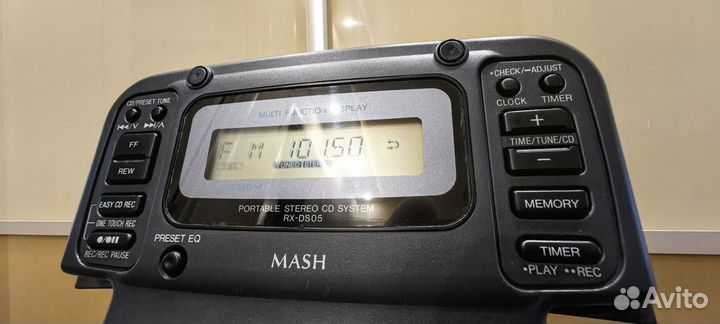 CD/PRESET TUNE
I◀◀/V ▶▶I/Λ
FF
REW
EASY CD REC
ONE TOUCH REC
●/●II
REC/REC PAUSE
PRESET EQ
MULTI FUNCTION DISPLAY
FM 101.50
TUNED STEREO
PORTABLE STEREO CD SYSTEM
RX-DS05
MASH
•CHECK/–ADJUST
CLOCK TIMER
+
TIME/TUNE/CD
–
MEMORY
TIMER
•PLAY ••REC
Avito